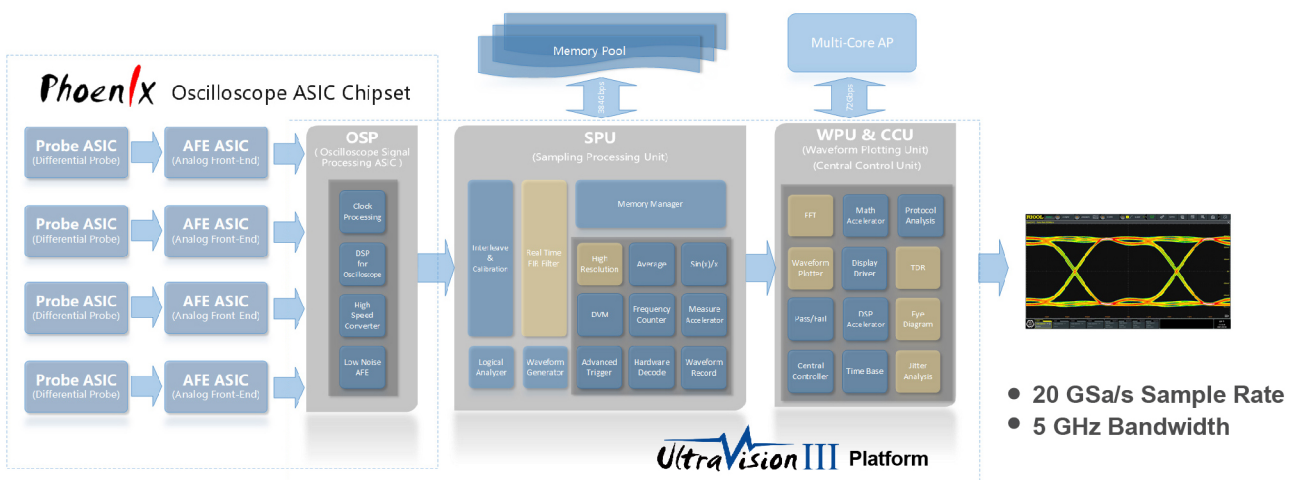 Memory Pool
Multi-Core AP
384Gbps
72Gbps
PhoenIx Oscilloscope ASIC Chipset
Probe ASIC
(Differential Probe)
AFE ASIC
(Analog Front-End)
Probe ASIC
(Differential Probe)
AFE ASIC
(Analog Front-End)
Probe ASIC
(Differential Probe)
AFE ASIC
(Analog Front-End)
Probe ASIC
(Differential Probe)
AFE ASIC
(Analog Front-End)
OSP
( Oscilloscope Signal
Processing ASIC )
Clock
Processing
DSP
for
Oscilloscope
High
Speed
Converter
Low Noise
AFE
SPU
(Sampling Processing Unit)
Interleave
&
Calibration
Real Time
FIR Filter
Memory Manager
High
Resolution
Average
Sin(x)/x
DVM
Frequency
Counter
Measure
Accelerator
Logical
Analyzer
Waveform
Generator
Advanced
Trigger
Hardware
Decode
Waveform
Record
WPU & CCU
(Waveform Plotting Unit)
(Central Control Unit)
FFT
Math
Accelerator
Protocol
Analysis
Waveform
Plotter
Display
Driver
TDR
Pass/Fail
DSP
Accelerator
Eye
Diagram
Central
Controller
Time Base
Jitter
Analysis
RIGOL
• 20 GSa/s Sample Rate
• 5 GHz Bandwidth
UltraVision III Platform